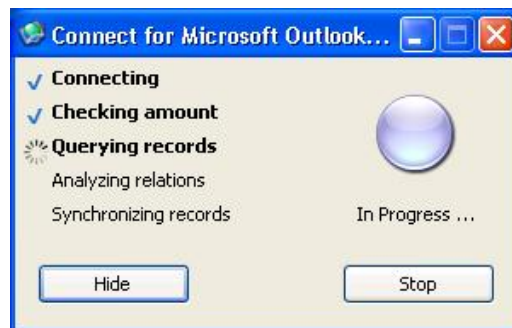 Connect for Microsoft Outlook...
Connecting
Checking amount
Querying records
Analyzing relations
Synchronizing records
In Progress ...
Hide
Stop